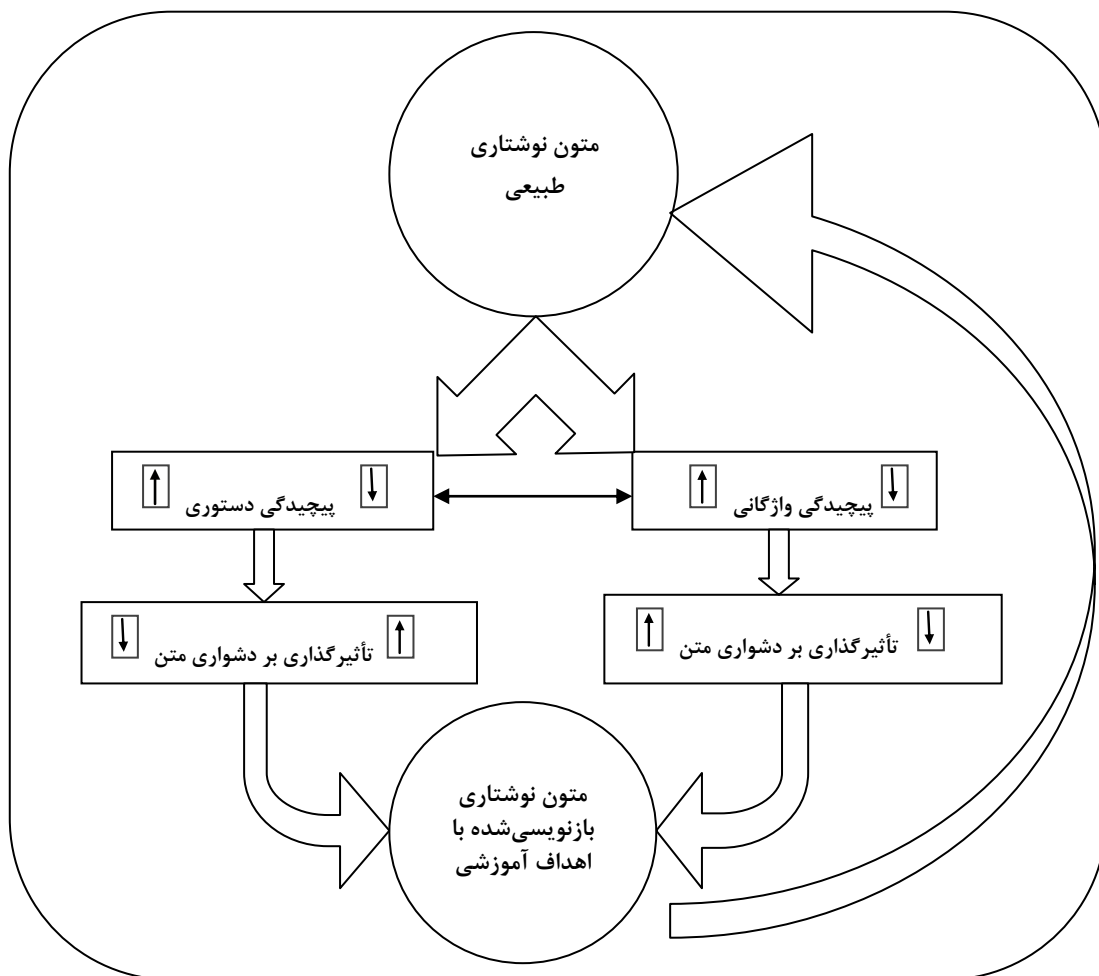 متون نوشتاری
طبیعی
پیچیدگی واژگانی
پیچیدگی دستوری
تأثیرگذاری بر دشواری متن
تأثیرگذاری بر دشواری متن
متون نوشتاری
بازنویسی‌شده با
اهداف آموزشی